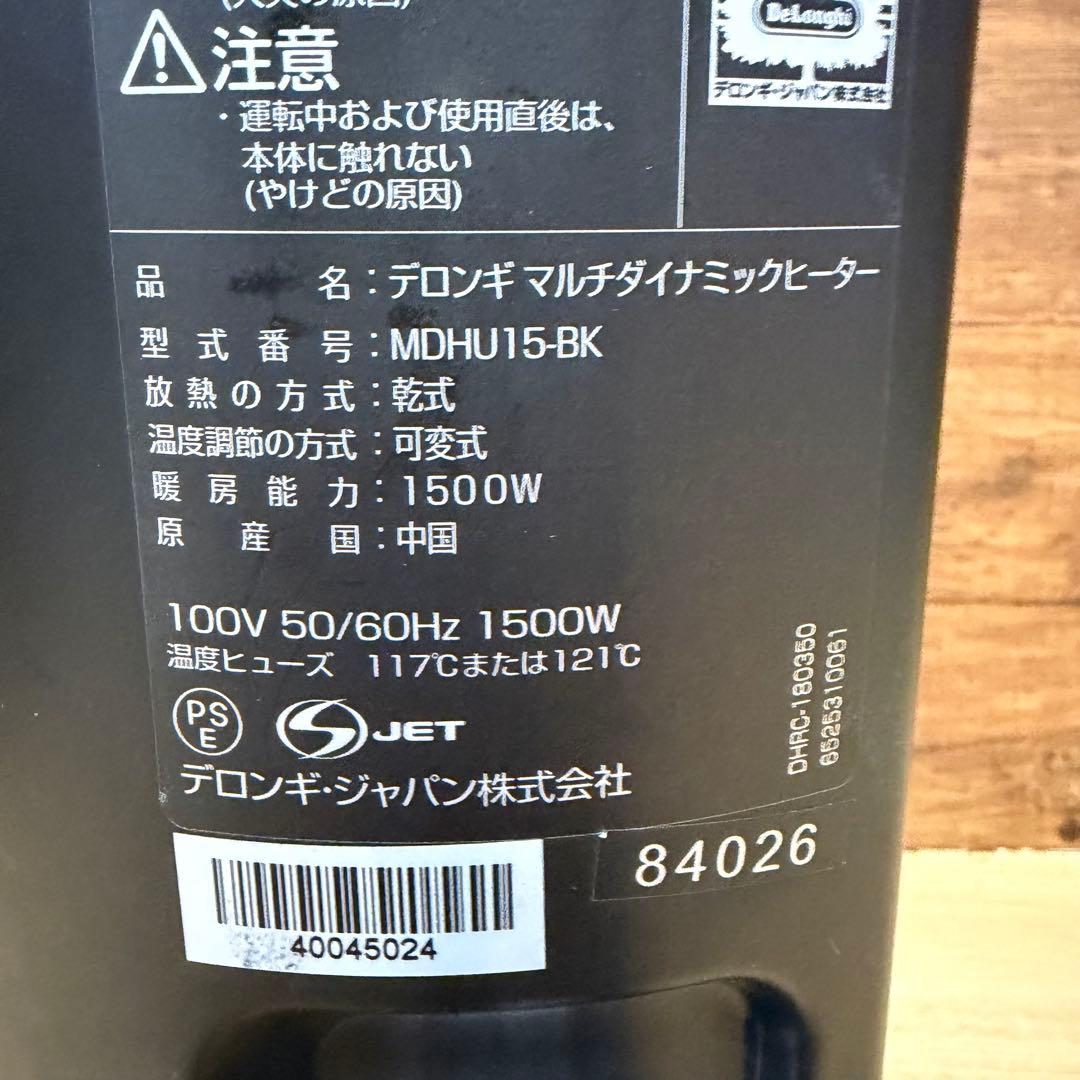 (火災の原因)
注意
・運転中および使用直後は、
本体に触れない
(やけどの原因)
DeLonghi
デロンギ・ジャパン株式会社
品名：デロンギ マルチダイナミックヒーター
型式番号：MDHU15-BK
放熱の方式：乾式
温度調節の方式：可変式
暖房能力：1500W
原産国：中国
100V 50/60Hz 1500W
温度ヒューズ 117℃または121℃
PS
E
S JET
デロンギ・ジャパン株式会社
DHRC-180350
6525310061
84026
40045024